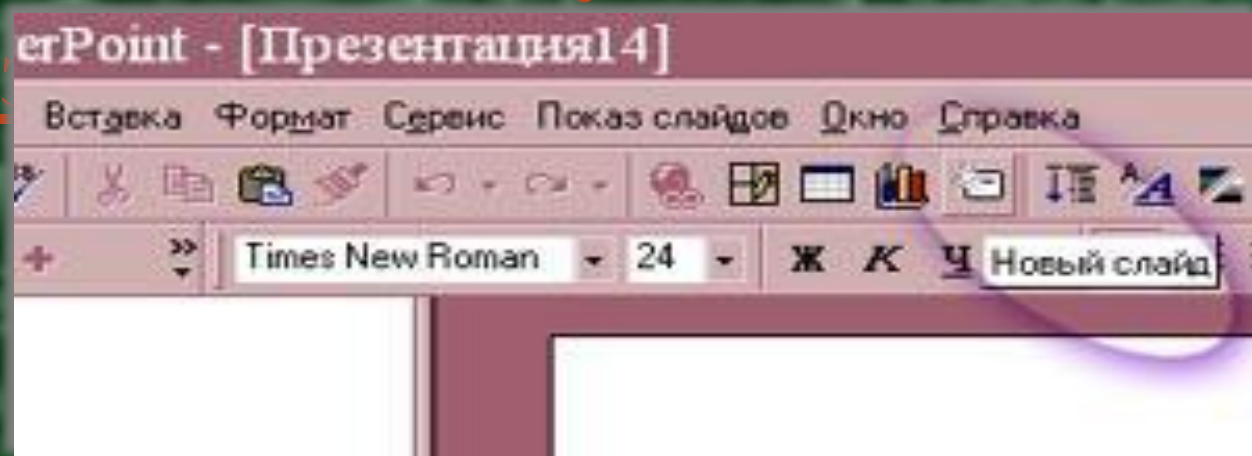 erPoint - [Презентация14]
Вставка Формат Сервис Показ слайдов Окно Справка
Times New Roman 24 Ж К Ч Новый слайд